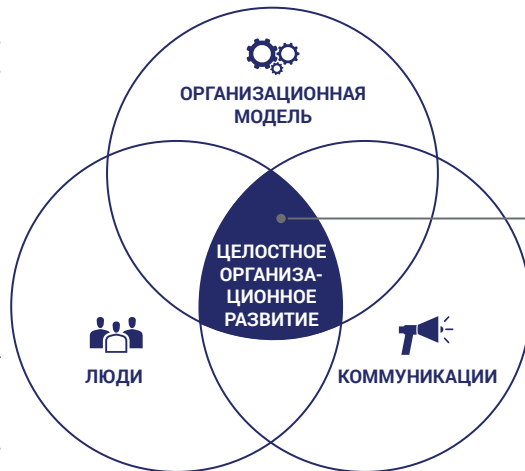 ОРГАНИЗАЦИОННАЯ
МОДЕЛЬ
ЦЕЛОСТНОЕ
ОРГАНИЗА-
ЦИОННОЕ
РАЗВИТИЕ
ЛЮДИ
КОММУНИКАЦИИ